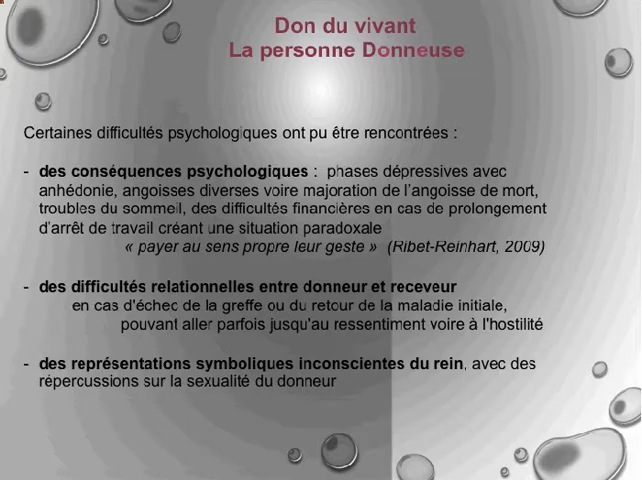 Don du vivant
La personne Donneuse
Certaines difficultés psychologiques ont pu être rencontrées :
- des conséquences psychologiques : phases dépressives avec
anhédonie, angoisses diverses voire majoration de l'angoisse de mort,
troubles du sommeil, des difficultés financières en cas de prolongement
d'arrêt de travail créant une situation paradoxale
« payer au sens propre leur geste » (Ribet-Reinhart, 2009)
- des difficultés relationnelles entre donneur et receveur
en cas d'échec de la greffe ou du retour de la maladie initiale,
pouvant aller parfois jusqu'au ressentiment voire à l'hostilité
- des représentations symboliques inconscientes du rein, avec des
répercussions sur la sexualité du donneur